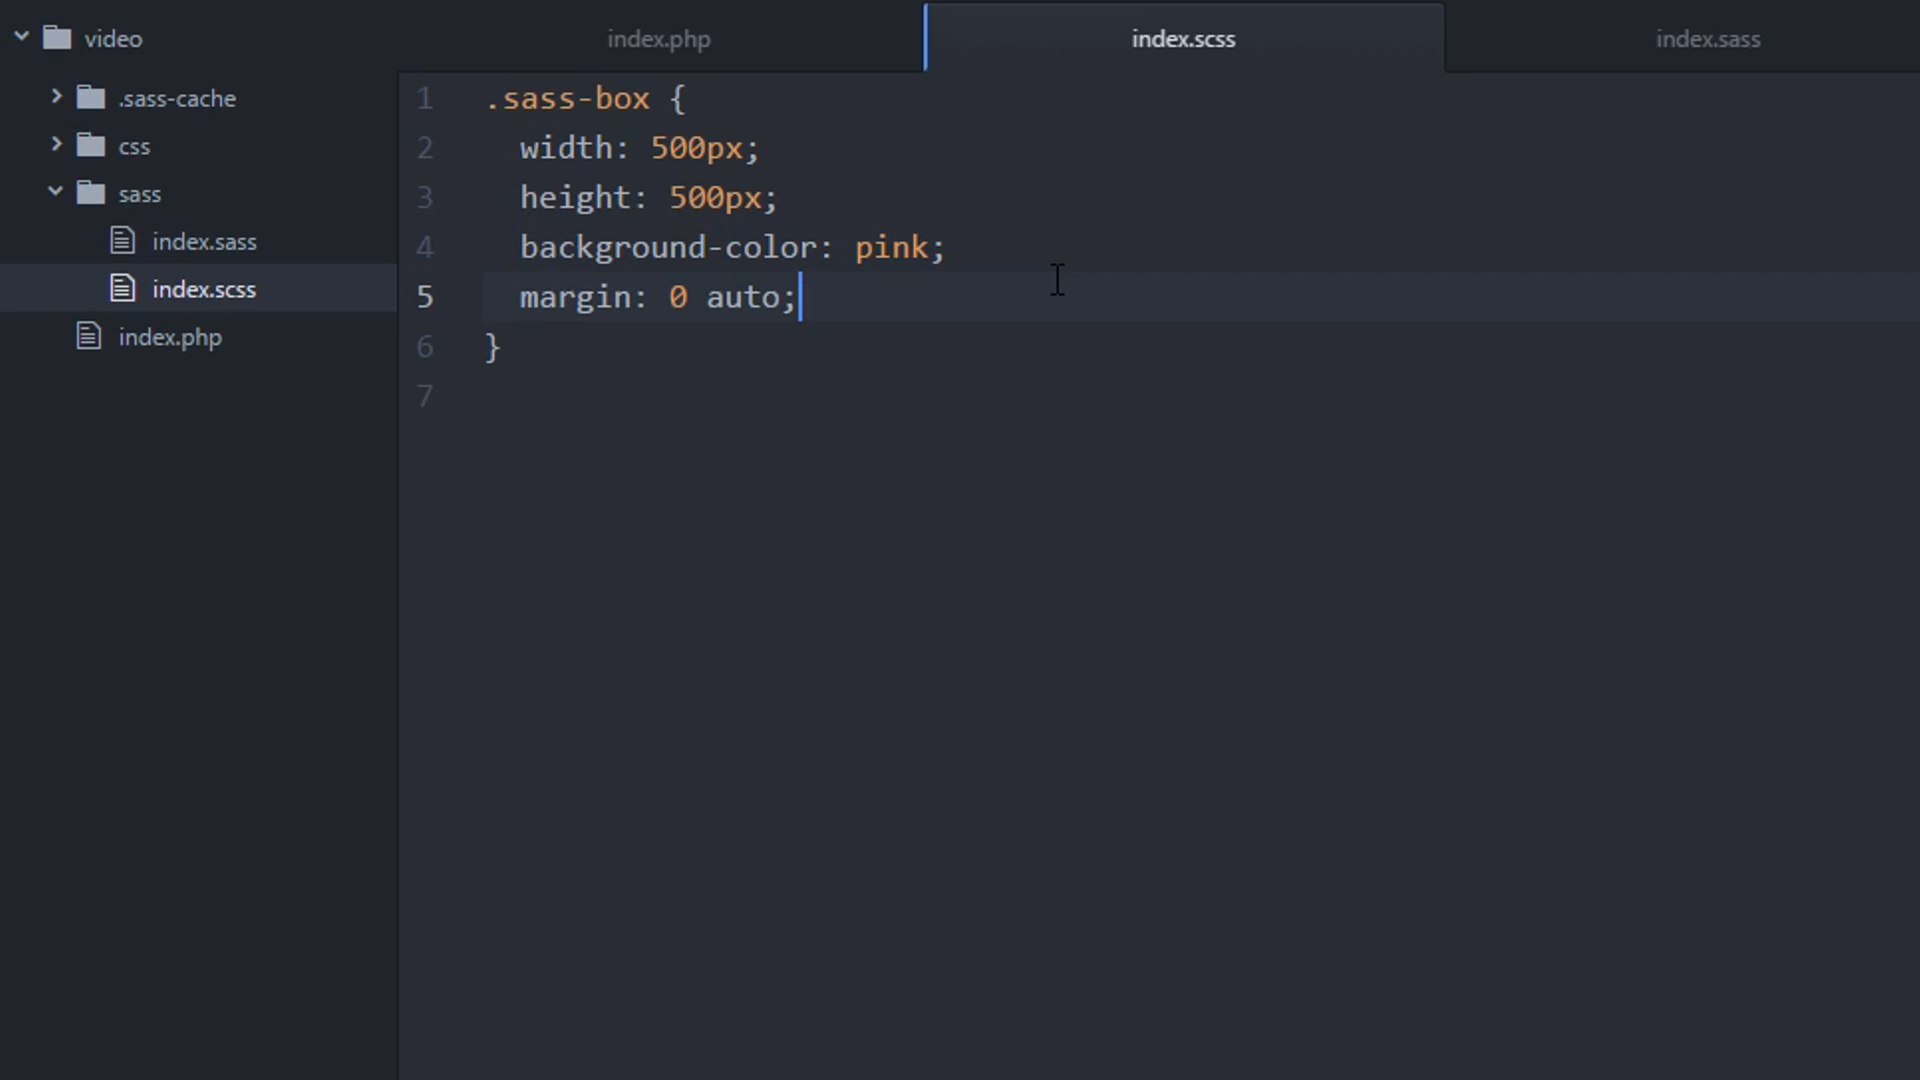 video
.sass-cache
css
sass
index.sass
index.scss
index.php
index.php
index.scss
index.sass
1 .sass-box {
2 width: 500px;
3 height: 500px;
4 background-color: pink;
5 margin: 0 auto;
6 }
7